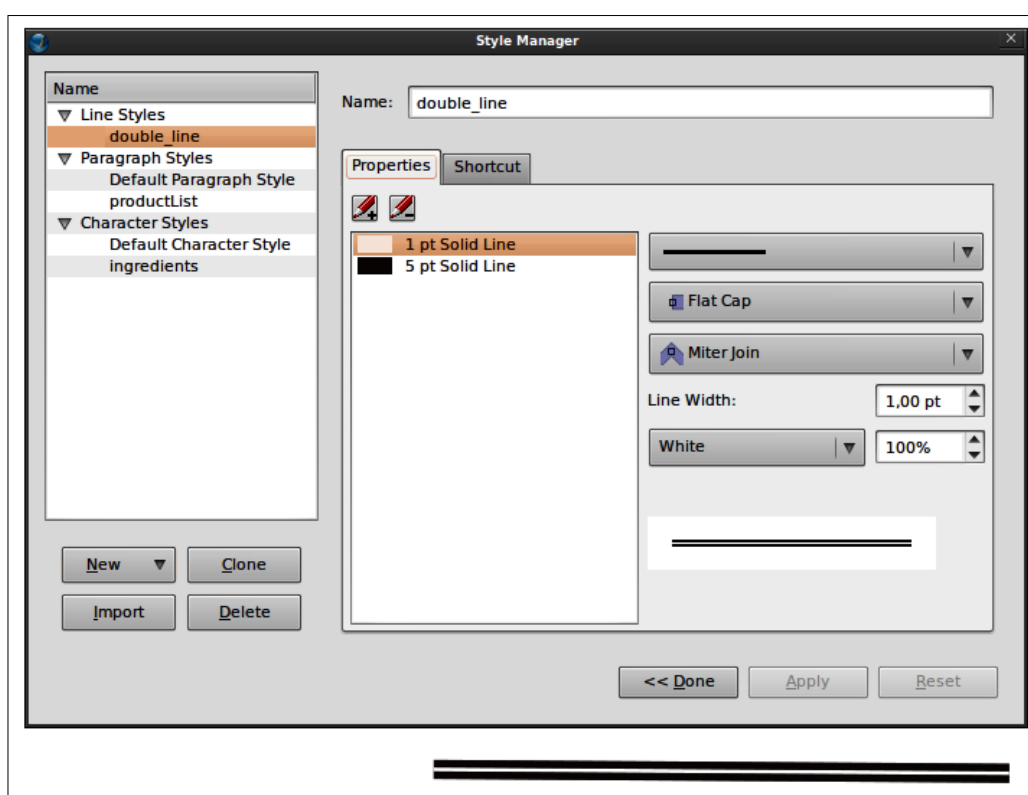 Style Manager
Name
Line Styles
double_line
Paragraph Styles
Default Paragraph Style
productList
Character Styles
Default Character Style
ingredients
New
Clone
Import
Delete
Name:
double_line
Properties
Shortcut
1 pt Solid Line
5 pt Solid Line
Flat Cap
Miter Join
Line Width:
1,00 pt
White
100%
<< Done
Apply
Reset